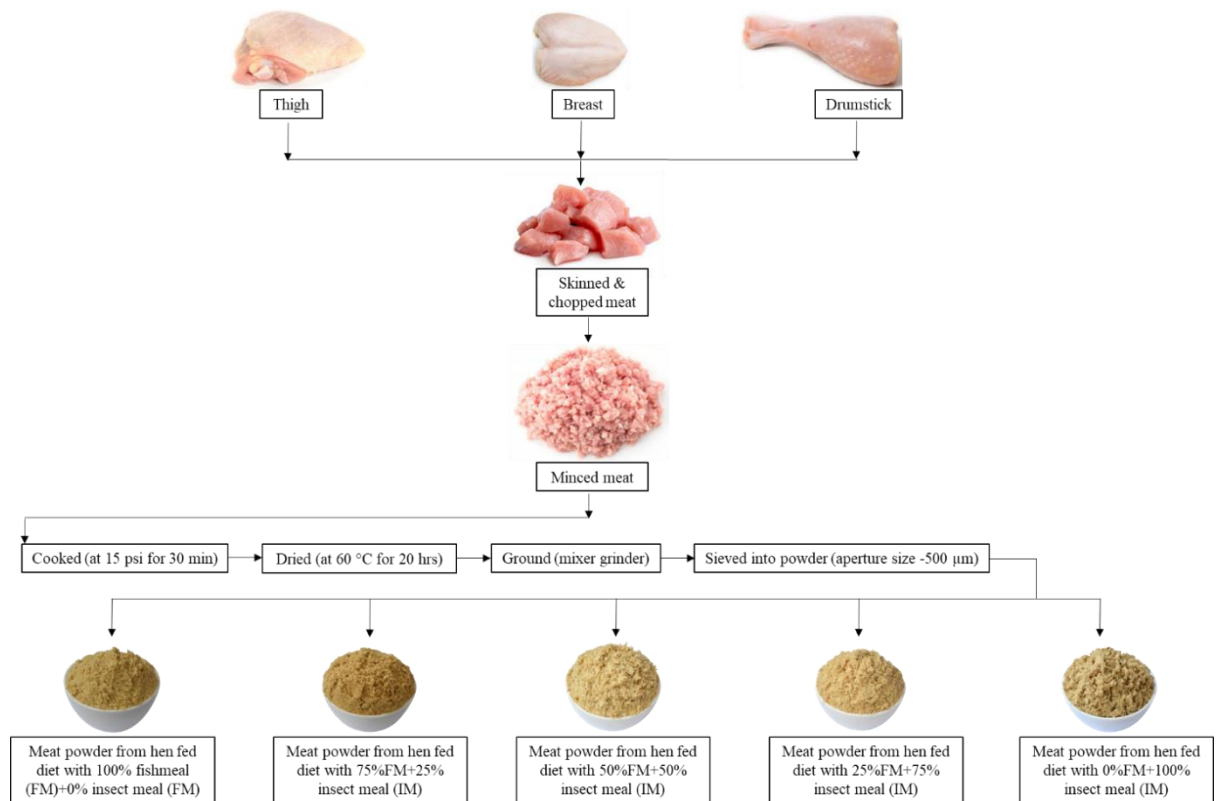 Thigh
Breast
Drumstick
Skinned &
chopped meat
Minced meat
Cooked (at 15 psi for 30 min)
Dried (at 60 °C for 20 hrs)
Ground (mixer grinder)
Sieved into powder (aperture size -500 µm)
Meat powder from hen fed
diet with 100% fishmeal
(FM)+0% insect meal (FM)
Meat powder from hen fed
diet with 75%FM+25%
insect meal (IM)
Meat powder from hen fed
diet with 50%FM+50%
insect meal (IM)
Meat powder from hen fed
diet with 25%FM+75%
insect meal (IM)
Meat powder from hen fed
diet with 0%FM+100%
insect meal (IM)